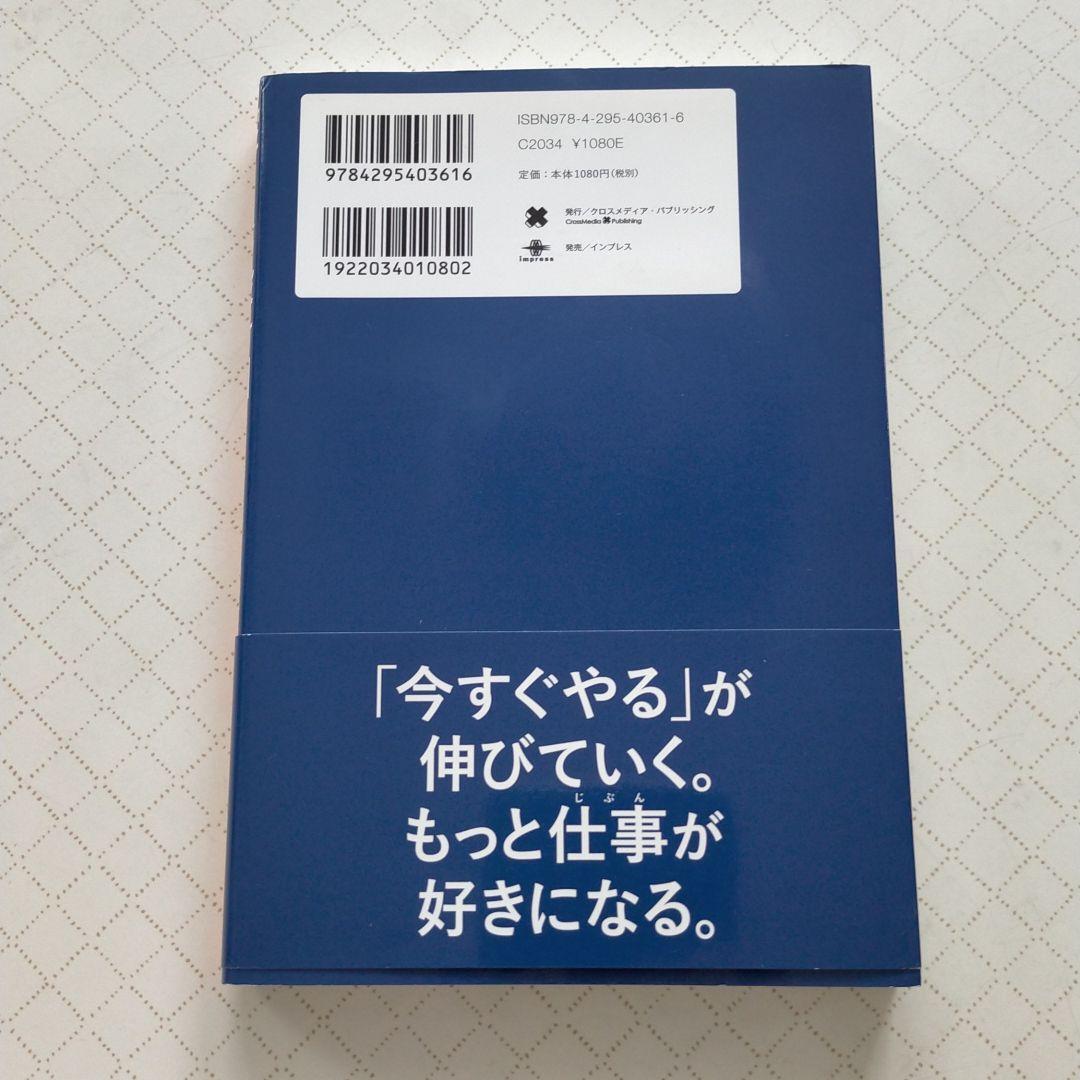 ISBN978-4-295-40361-6
C2034 ¥1080E
9784295403616
定価：本体1080円(税別)
発行／クロスメディア・パブリッシング
CrossMedia Publishing
1922034010802
impress
発売／インプレス
「今すぐやる」が
伸びていく。
じぶん
もっと仕事が
好きになる。